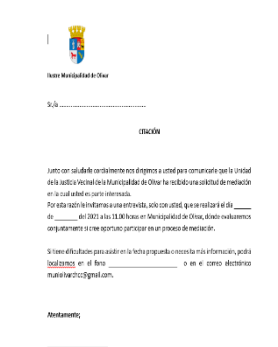 Ilustre Municipalidad de Olivar
Sr./a ......................................................
CITACIÓN
Junto con saludarle cordialmente nos dirigimos a usted para comunicarle que la Unidad
de la Justicia Vecinal de la Municipalidad de Olivar ha recibido una solicitud de mediación
en la cual usted es parte interesada.
Por esta razón le invitamos a una entrevista, solo con usted, que se realizará el día ______
de ________ del 2021 a las 11.00 horas en Municipalidad de Olivar, dónde evaluaremos
conjuntamente si cree oportuno participar en un proceso de mediación.
Si tiene dificultades para asistir en la fecha propuesta o necesita más información, podrá
localizarnos en el fono ____________________ o en el correo electrónico
Atentamente;